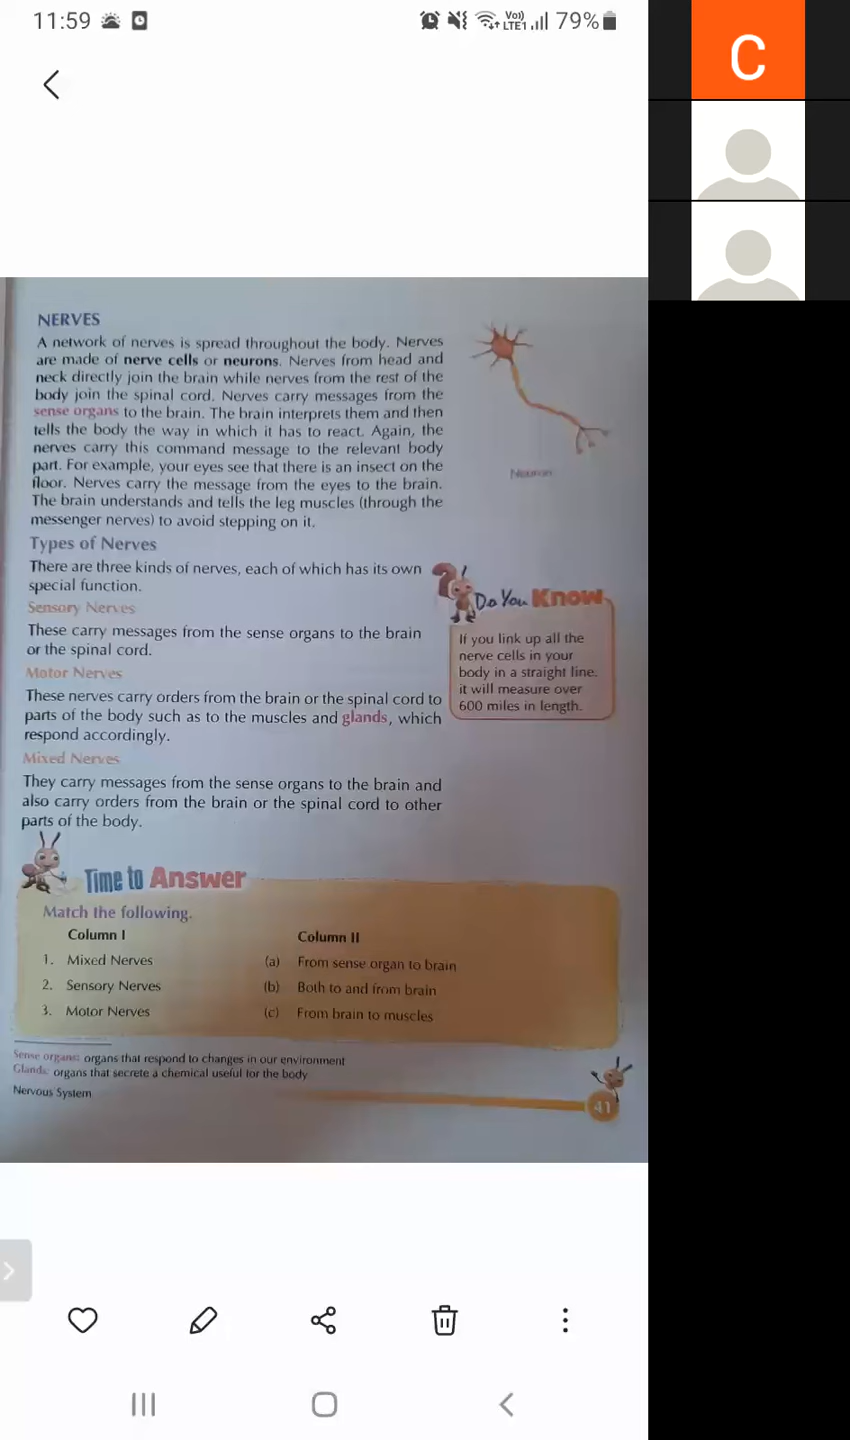 11:59
Vo)
LTE1
79%
C
NERVES
A network of nerves is spread throughout the body. Nerves
are made of nerve cells or neurons. Nerves from head and
neck directly join the brain while nerves from the rest of the
body join the spinal cord. Nerves carry messages from the
sense organs to the brain. The brain interprets them and then
tells the body the way in which it has to react. Again, the
nerves carry this command message to the relevant body
part. For example, your eyes see that there is an insect on the
floor. Nerves carry the message from the eyes to the brain.
The brain understands and tells the leg muscles (through the
messenger nerves) to avoid stepping on it.
Neuron
Types of Nerves
There are three kinds of nerves, each of which has its own
special function.
Sensory Nerves
These carry messages from the sense organs to the brain
or the spinal cord.
Motor Nerves
These nerves carry orders from the brain or the spinal cord to
parts of the body such as to the muscles and glands, which
respond accordingly.
Mixed Nerves
They carry messages from the sense organs to the brain and
also carry orders from the brain or the spinal cord to other
parts of the body.
Do You Know
If you link up all the
nerve cells in your
body in a straight line,
it will measure over
600 miles in length.
Time to Answer
Match the following.
Column I Column II
1. Mixed Nerves (a) From sense organ to brain
2. Sensory Nerves (b) Both to and from brain
3. Motor Nerves (c) From brain to muscles
Sense organs: organs that respond to changes in our environment
Glands: organs that secrete a chemical useful for the body
Nervous System
41